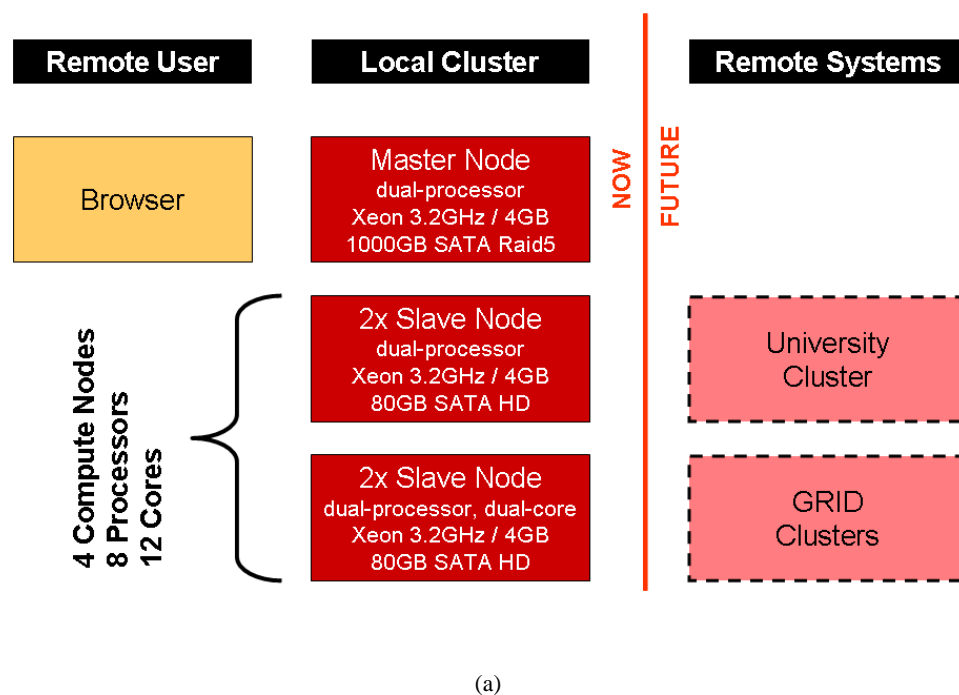 Remote User
Local Cluster
Remote Systems
Browser
Master Node
dual-processor
Xeon 3.2GHz / 4GB
1000GB SATA Raid5
NOW
FUTURE
4 Compute Nodes
8 Processors
12 Cores
2x Slave Node
dual-processor
Xeon 3.2GHz / 4GB
80GB SATA HD
University
Cluster
2x Slave Node
dual-processor, dual-core
Xeon 3.2GHz / 4GB
80GB SATA HD
GRID
Clusters
(a)